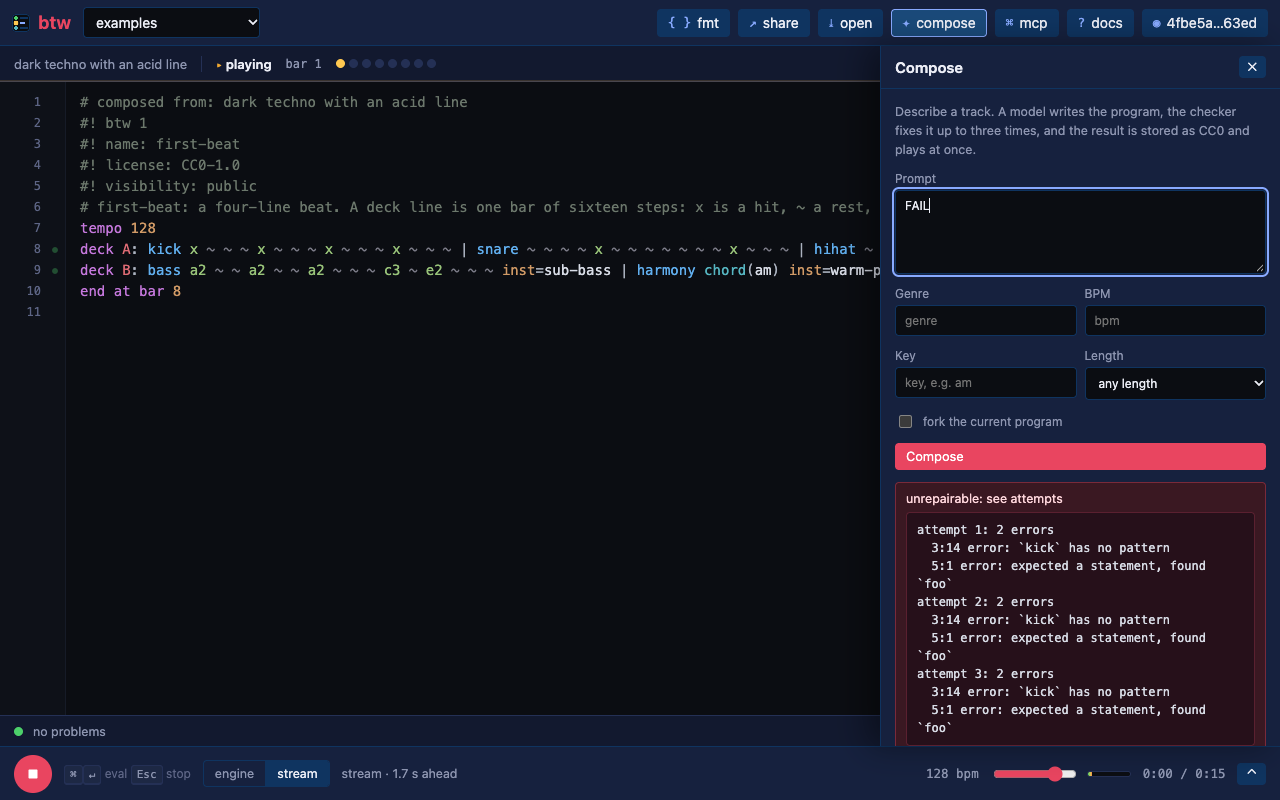 btw
examples
{ } fmt
↗ share
↓ open
✦ compose
⌘ mcp
? docs
◉ 4fbe5a…63ed
dark techno with an acid line
▸ playing
bar 1
1 # composed from: dark techno with an acid line
2 #! btw 1
3 #! name: first-beat
4 #! license: CC0-1.0
5 #! visibility: public
6 # first-beat: a four-line beat. A deck line is one bar of sixteen steps: x is a hit, ~ a rest,
7 tempo 128
8 deck A: kick x ~ ~ ~ x ~ ~ ~ x ~ ~ ~ x ~ ~ ~ | snare ~ ~ ~ ~ x ~ ~ ~ ~ ~ ~ ~ x ~ ~ ~ | hihat ~
9 deck B: bass a2 ~ ~ a2 ~ ~ a2 ~ ~ ~ c3 ~ e2 ~ ~ ~ inst=sub-bass | harmony chord(am) inst=warm-p
10 end at bar 8
11
no problems
Compose
✕
Describe a track. A model writes the program, the checker
fixes it up to three times, and the result is stored as CC0 and
plays at once.
Prompt
FAIL
Genre
BPM
genre
bpm
Key
Length
key, e.g. am
any length
fork the current program
Compose
unrepairable: see attempts
attempt 1: 2 errors
3:14 error: `kick` has no pattern
5:1 error: expected a statement, found
`foo`
attempt 2: 2 errors
3:14 error: `kick` has no pattern
5:1 error: expected a statement, found
`foo`
attempt 3: 2 errors
3:14 error: `kick` has no pattern
5:1 error: expected a statement, found
`foo`
⌘ ↵ eval Esc stop
engine
stream
stream · 1.7 s ahead
128 bpm
0:00 / 0:15